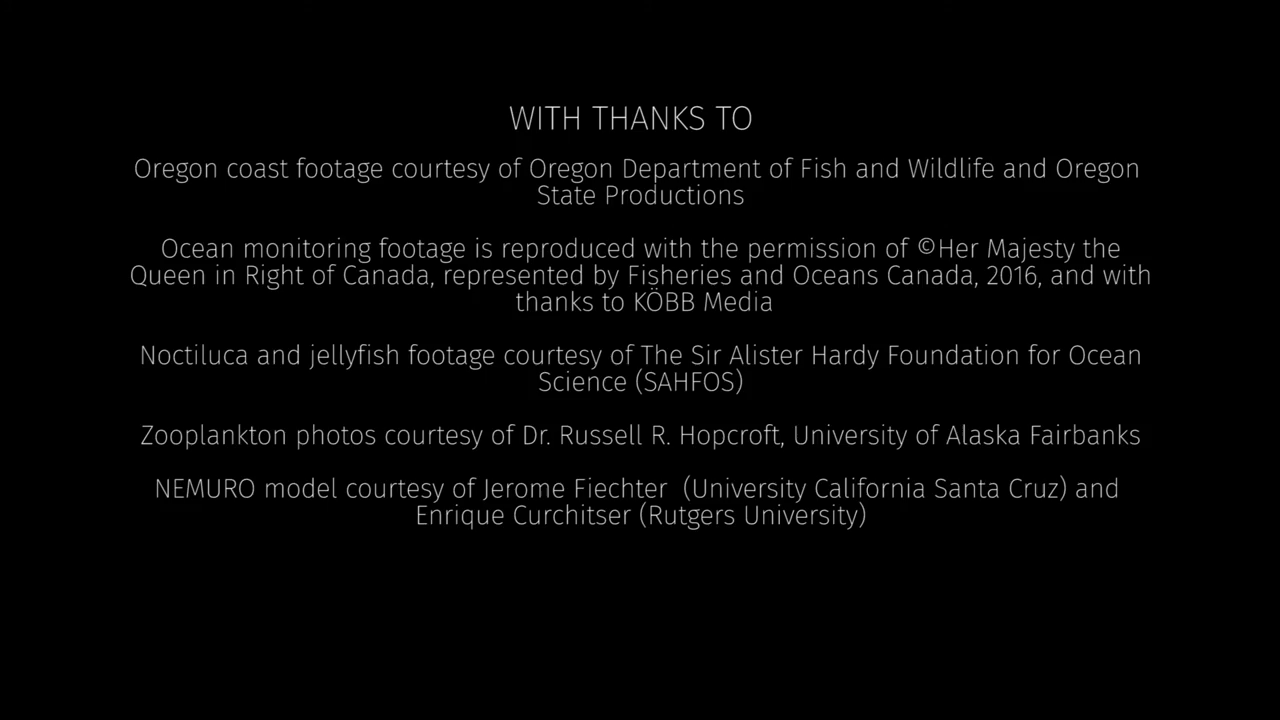 WITH THANKS TO
Oregon coast footage courtesy of Oregon Department of Fish and Wildlife and Oregon
State Productions
Ocean monitoring footage is reproduced with the permission of ©Her Majesty the
Queen in Right of Canada, represented by Fisheries and Oceans Canada, 2016, and with
thanks to KÖBB Media
Noctiluca and jellyfish footage courtesy of The Sir Alister Hardy Foundation for Ocean
Science (SAHFOS)
Zooplankton photos courtesy of Dr. Russell R. Hopcroft, University of Alaska Fairbanks
NEMURO model courtesy of Jerome Fiechter  (University California Santa Cruz) and
Enrique Curchitser (Rutgers University)